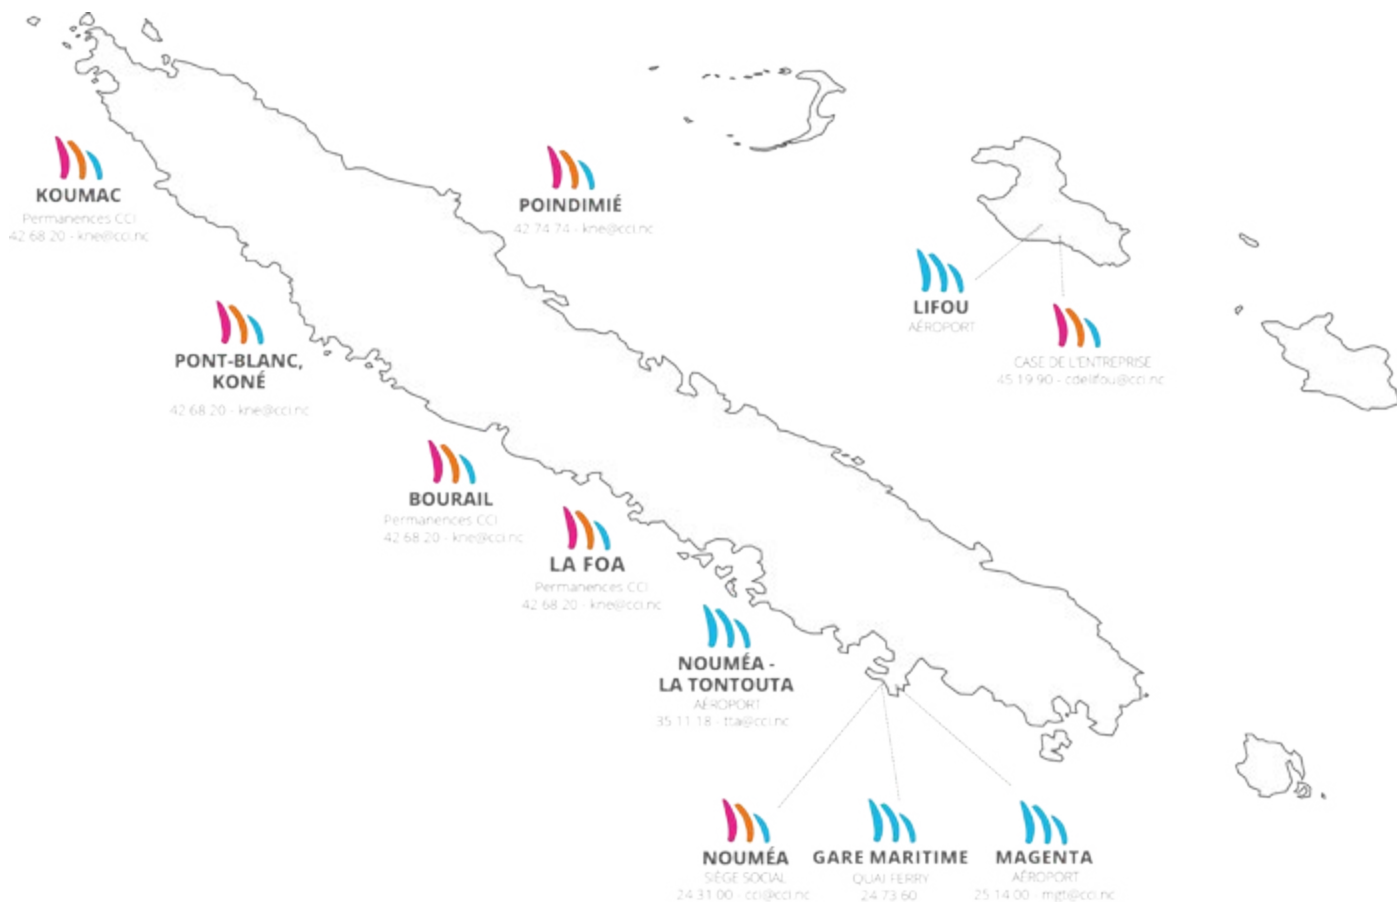 KOUMAC
Permanences CCI
42 68 20 - kne@cci.nc
POINDIMIÉ
42 74 74 - kne@cci.nc
LIFOU
AÉROPORT
CASE DE L'ENTREPRISE
45 19 90 - cdelifou@cci.nc
PONT-BLANC,
KONÉ
42 68 20 - kne@cci.nc
BOURAIL
Permanences CCI
42 68 20 - kne@cci.nc
LA FOA
Permanences CCI
42 68 20 - kne@cci.nc
NOUMÉA -
LA TONTOUTA
AÉROPORT
35 11 18 - tta@cci.nc
NOUMÉA
SIÈGE SOCIAL
24 31 00 - cci@cci.nc
GARE MARITIME
QUAI FERRY
24 73 60
MAGENTA
AÉROPORT
25 14 00 - mgt@cci.nc